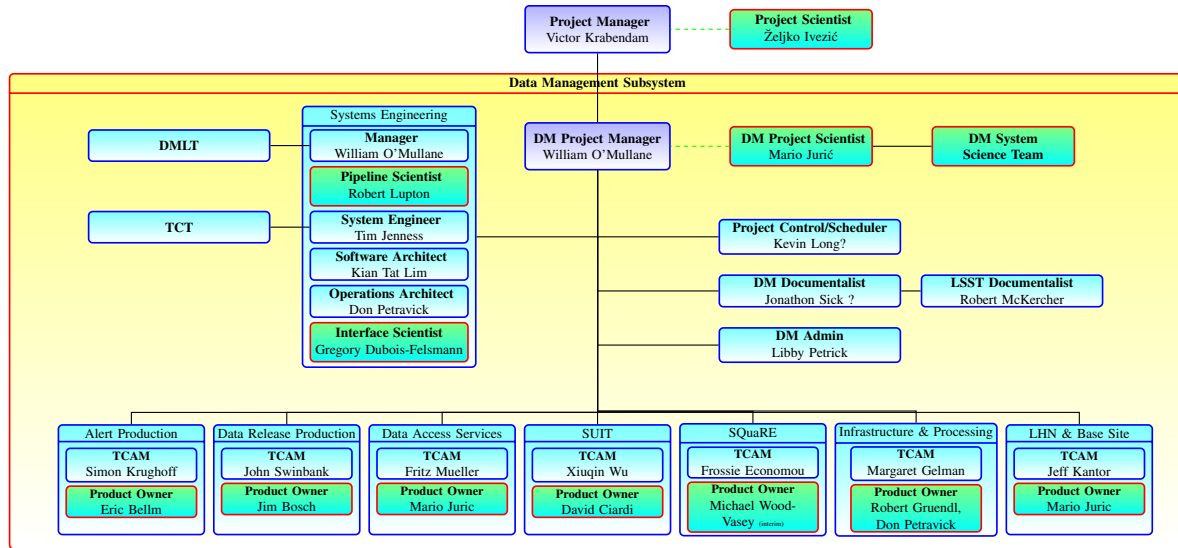 Project Manager
Victor Krabendam
Project Scientist
Željko Ivezić
Data Management Subsystem
Systems Engineering
DMLT
Manager
William O'Mullane
Pipeline Scientist
Robert Lupton
TCT
System Engineer
Tim Jenness
Software Architect
Kian Tat Lim
Operations Architect
Don Petravick
Interface Scientist
Gregory Dubois-Felsmann
DM Project Manager
William O'Mullane
DM Project Scientist
Mario Jurić
DM System
Science Team
Project Control/Scheduler
Kevin Long?
DM Documentalist
Jonathon Sick ?
LSST Documentalist
Robert McKercher
DM Admin
Libby Petrick
Alert Production
TCAM
Simon Krughoff
Product Owner
Eric Bellm
Data Release Production
TCAM
John Swinbank
Product Owner
Jim Bosch
Data Access Services
TCAM
Fritz Mueller
Product Owner
Mario Juric
SUIT
TCAM
Xiuqin Wu
Product Owner
David Ciardi
SQuaRE
TCAM
Frossie Economou
Product Owner
Michael Wood-
Vasey (interim)
Infrastructure & Processing
TCAM
Margaret Gelman
Product Owner
Robert Gruendl,
Don Petravick
LHN & Base Site
TCAM
Jeff Kantor
Product Owner
Mario Juric